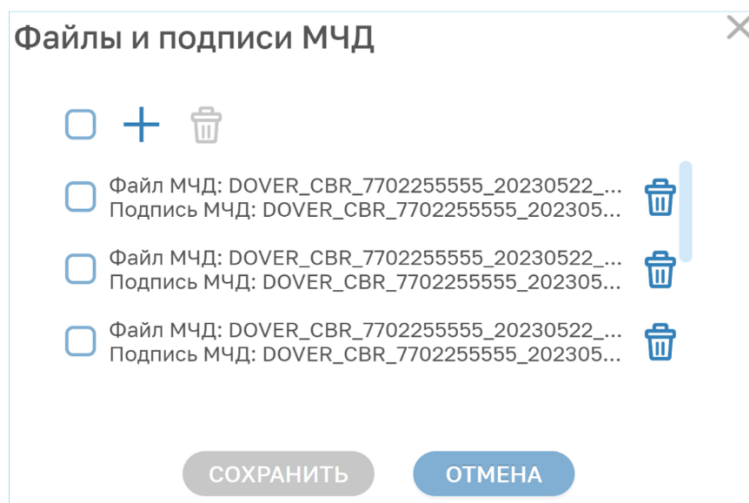 Файлы и подписи МЧД
Файл МЧД: DOVER_CBR_7702255555_20230522_...
Подпись МЧД: DOVER_CBR_7702255555_202305...
Файл МЧД: DOVER_CBR_7702255555_20230522_...
Подпись МЧД: DOVER_CBR_7702255555_202305...
Файл МЧД: DOVER_CBR_7702255555_20230522_...
Подпись МЧД: DOVER_CBR_7702255555_202305...
СОХРАНИТЬ ОТМЕНА